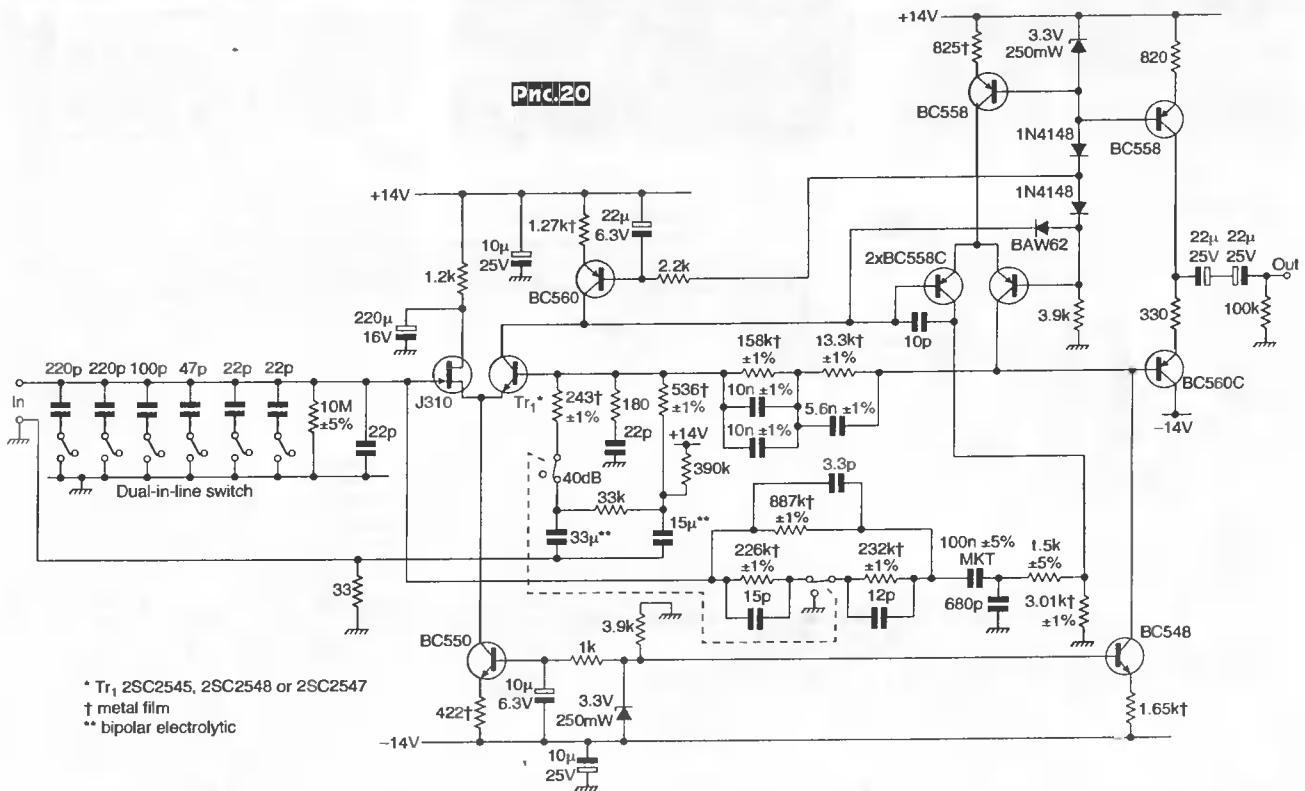 +14V
3.3V
250mW
825†
820
Pnc.20
BC558
1N4148
BC558
+14V
1.27k†
22µ
6.3V
1N4148
10µ
25V
BAW62
22µ
25V
22µ
25V
Out
1.2k
2.2k
2xBC558C
BC560
3.9k
330
100k
220µ
16V
10p
158k†
±1%
13.3k†
±1%
BC560C
220p
220p
100p
47p
22p
22p
In
10M
±5%
22p
J310
Tr1*
243†
±1%
180
22p
536†
±1%
10n ±1%
10n ±1%
5.6n ±1%
-14V
+14V
390k
Dual-in-line switch
40dB
33k
3.3p
887k†
±1%
33µ**
15µ**
226k†
±1%
232k†
±1%
100n ±5%
MKT
1.5k
±5%
33
15p
12p
680p
3.01k†
±1%
BC550
3.9k
BC548
1k
* Tr1 2SC2545, 2SC2548 or 2SC2547
† metal film
** bipolar electrolytic
422†
10µ
6.3V
3.3V
250mW
1.65k†
-14V
10µ
25V